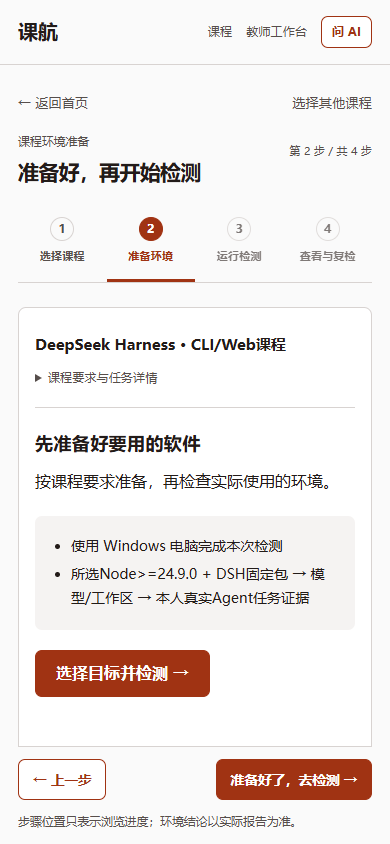 课航
课程 教师工作台 问 AI
← 返回首页 选择其他课程
课程环境准备
准备好，再开始检测
第 2 步 / 共 4 步
1 2 3 4
选择课程 准备环境 运行检测 查看与复检
DeepSeek Harness · CLI/Web课程
▶ 课程要求与任务详情
先准备好要用的软件
按课程要求准备，再检查实际使用的环境。
• 使用 Windows 电脑完成本次检测
• 所选Node>=24.9.0 + DSH固定包 → 模
型/工作区 → 本人真实Agent任务证据
选择目标并检测 →
← 上一步 准备好了，去检测 →
步骤位置只表示浏览进度；环境结论以实际报告为准。